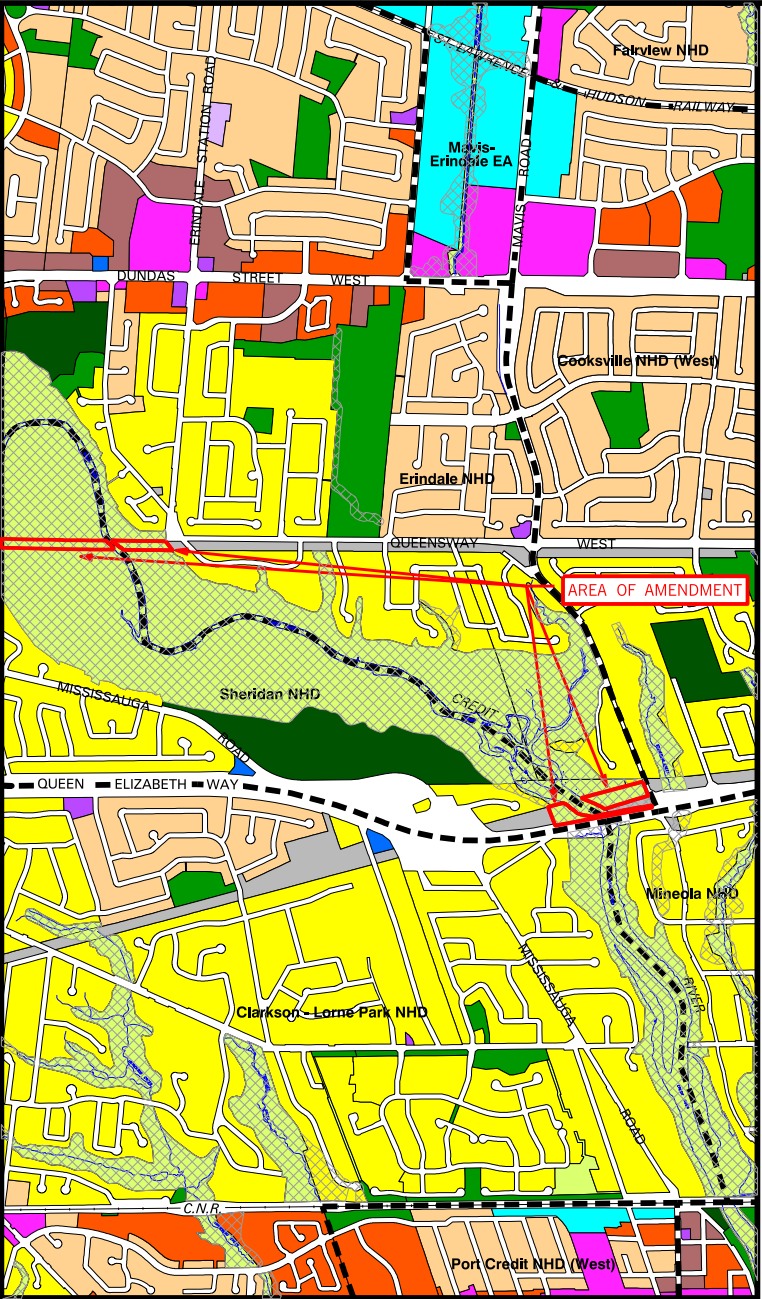 Fairview NHD
ST. LAWRENCE & HUDSON RAILWAY
ERINDALE STATION ROAD
Mavis-
Erindale EA
MAVIS ROAD
DUNDAS STREET WEST
Cooksville NHD (West)
Erindale NHD
QUEENSWAY WEST
AREA OF AMENDMENT
Sheridan NHD
MISSISSAUGA ROAD
CREDIT
QUEEN ELIZABETH WAY
Mineola NHD
MISSISSAUGA ROAD
RIVER
Clarkson - Lorne Park NHD
C.N.R.
Port Credit NHD (West)